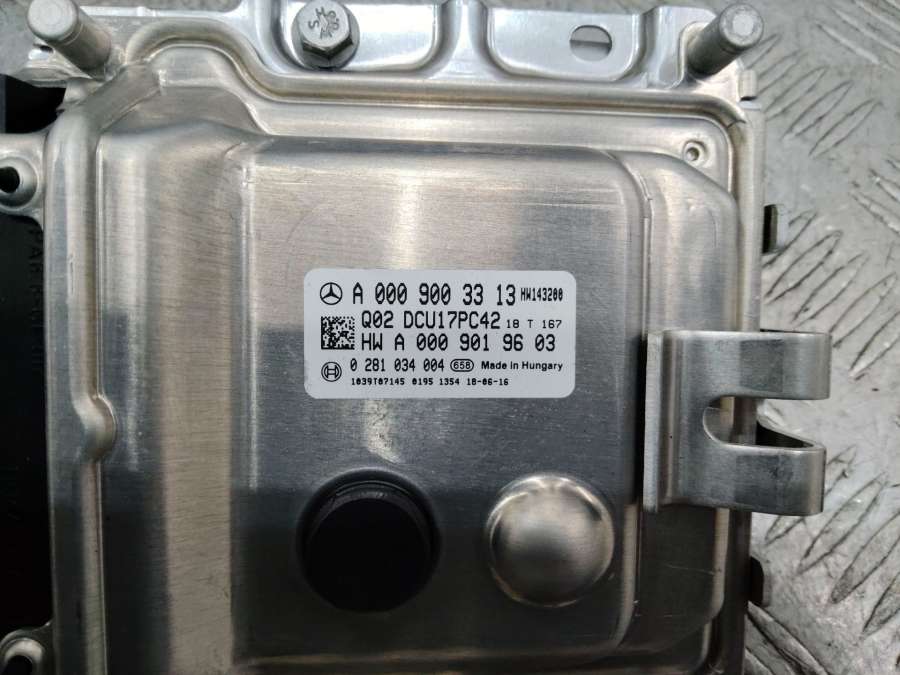 A 000 900 33 13 HW143200
Q02 DCU17PC42 18 T 167
HW A 000 901 96 03
0 281 034 004 658 Made in Hungary
1039T07145 0195 1354 18-06-16